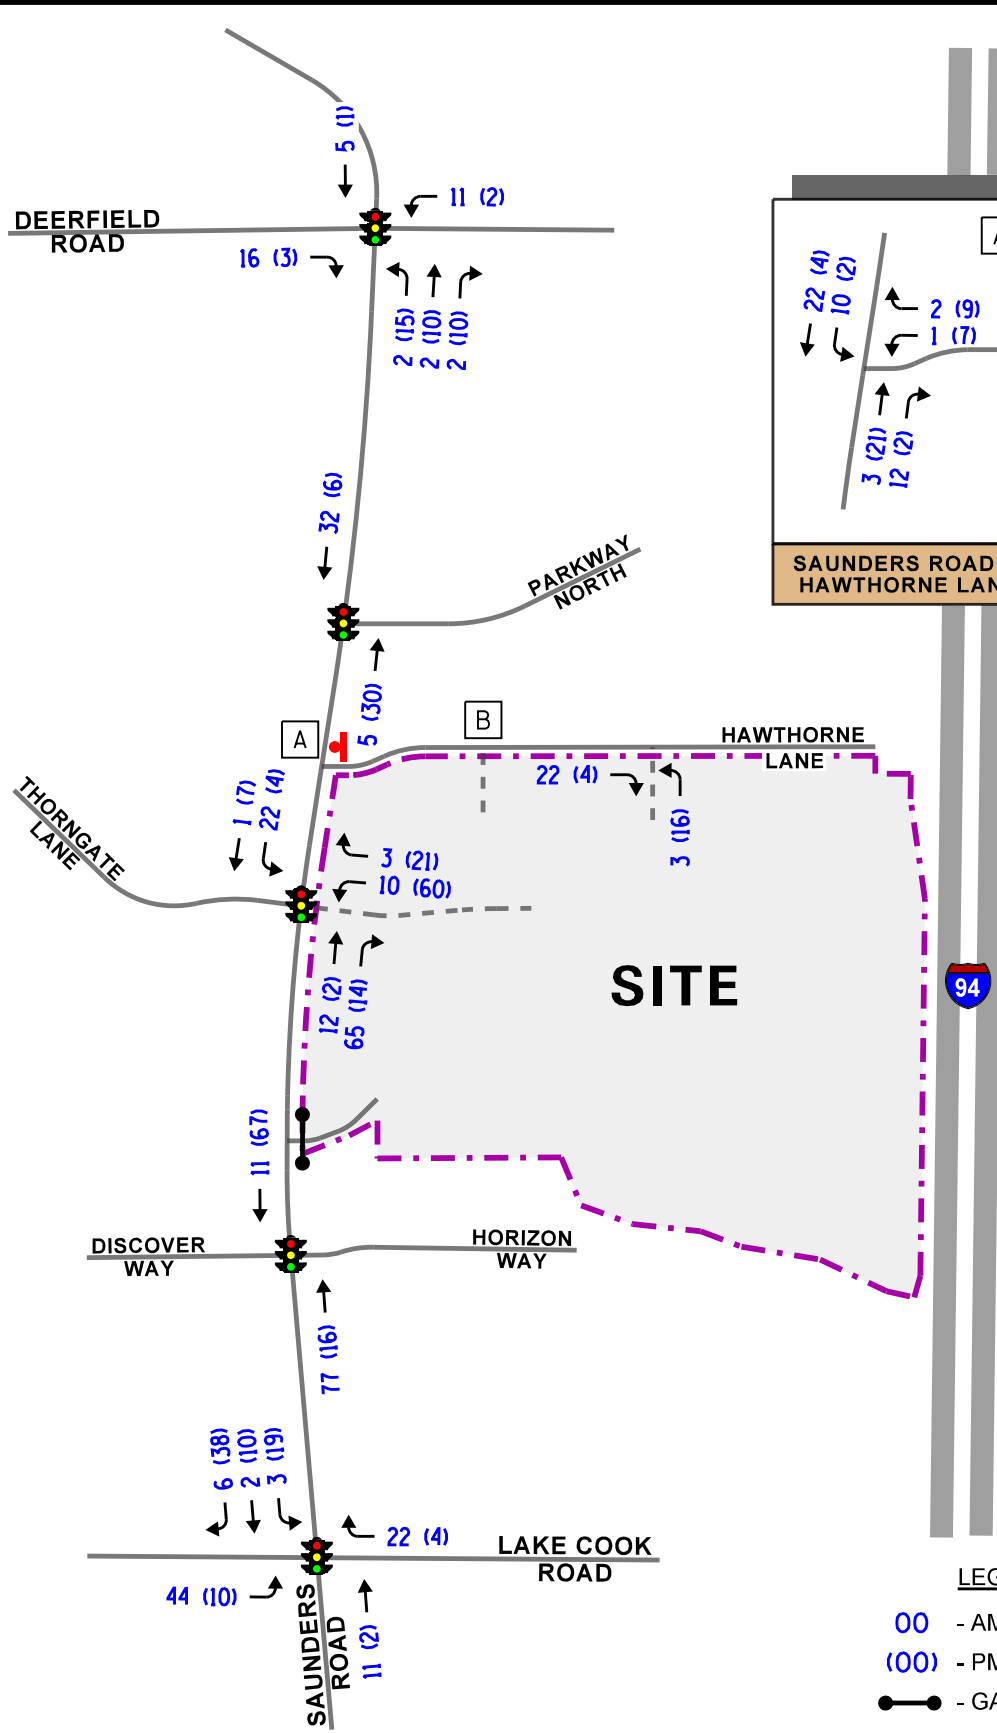 5 (1)
11 (2)
DEERFIELD
ROAD
16 (3)
2 (15)
2 (10)
2 (10)
22 (4)
10 (2)
2 (9)
1 (7)
3 (21)
12 (2)
SAUNDERS ROAD
32 (6)
PARKWAY
NORTH
5 (30)
A
B
HAWTHORNE
LANE
22 (4)
3 (16)
THORNGATE
LANE
1 (7)
22 (4)
3 (21)
10 (60)
12 (2)
65 (14)
SITE
94
11 (67)
DISCOVER
WAY
HORIZON
WAY
77 (16)
6 (38)
2 (10)
3 (19)
22 (4)
LAKE COOK
ROAD
44 (10)
SAUNDERS
ROAD
11 (2)
00 - AM
(00) - PM